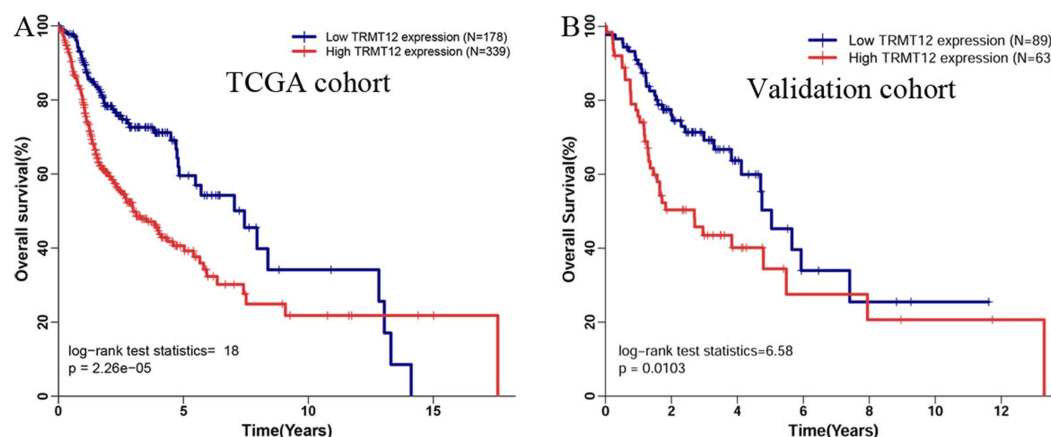 A
Low TRMT12 expression (N=178)
High TRMT12 expression (N=339)
TCGA cohort
Overall survival(%)
100
80
60
40
20
0
log-rank test statistics= 18
p = 2.26e-05
0 5 10 15
Time(Years)
B
Low TRMT12 expression (N=89)
High TRMT12 expression (N=63
Validation cohort
Overall Survival(%)
100
80
60
40
20
0
log-rank test statistics=6.58
p = 0.0103
0 2 4 6 8 10 12
Time(Years)